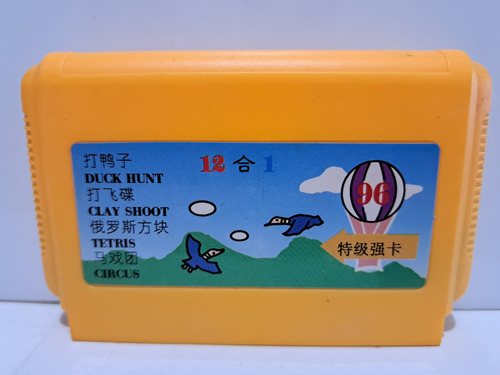 打鸭子
DUCK HUNT
打飞碟
CLAY SHOOT
俄罗斯方块
TETRIS
马戏团
CIRCUS
12 合 1
96
特级强卡